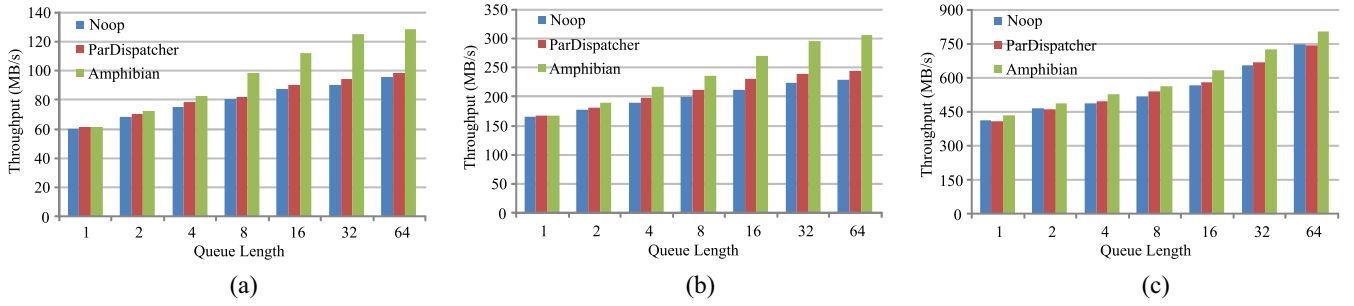 140
120
100
80
60
40
20
0
Throughput (MB/s)
Noop
ParDispatcher
Amphibian
1 2 4 8 16 32 64
Queue Length
(a)
350
300
250
200
150
100
50
0
Throughput (MB/s)
Noop
ParDispatcher
Amphibian
1 2 4 8 16 32 64
Queue Length
(b)
900
750
600
450
300
150
0
Throughput (MB/s)
Noop
ParDispatcher
Amphibian
1 2 4 8 16 32 64
Queue Length
(c)